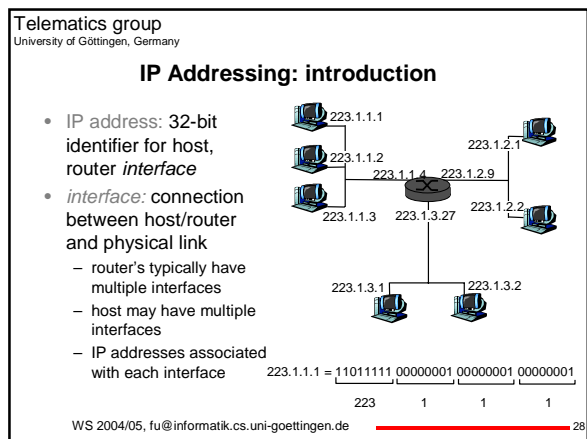 Telematics group
University of Göttingen, Germany
IP Addressing: introduction
• IP address: 32-bit
identifier for host,
router interface
• interface: connection
between host/router
and physical link
– router's typically have
multiple interfaces
– host may have multiple
interfaces
– IP addresses associated
with each interface
223.1.1.1
223.1.1.2
223.1.1.3
223.1.1.4
223.1.2.9
223.1.2.1
223.1.2.2
223.1.3.27
223.1.3.1
223.1.3.2
223.1.1.1 = 11011111 00000001 00000001 00000001
223 1 1 1
WS 2004/05, fu@informatik.cs.uni-goettingen.de
28